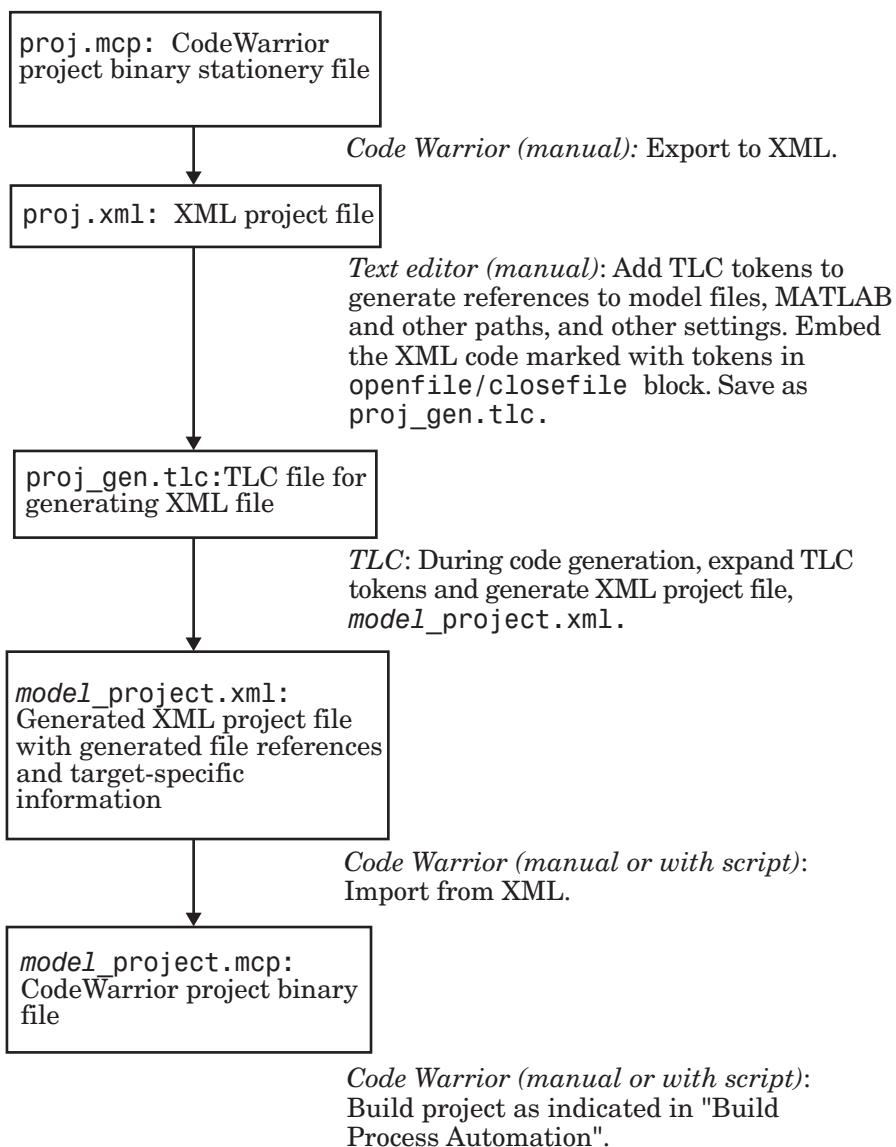 proj.mcp: CodeWarrior
project binary stationery file
Code Warrior (manual): Export to XML.
proj.xml: XML project file
Text editor (manual): Add TLC tokens to
generate references to model files, MATLAB
and other paths, and other settings. Embed
the XML code marked with tokens in
openfile/closefile block. Save as
proj_gen.tlc.
proj_gen.tlc:TLC file for
generating XML file
TLC: During code generation, expand TLC
tokens and generate XML project file,
model_project.xml.
model_project.xml:
Generated XML project file
with generated file references
and target-specific
information
Code Warrior (manual or with script):
Import from XML.
model_project.mcp:
CodeWarrior project binary
file
Code Warrior (manual or with script):
Build project as indicated in "Build
Process Automation".